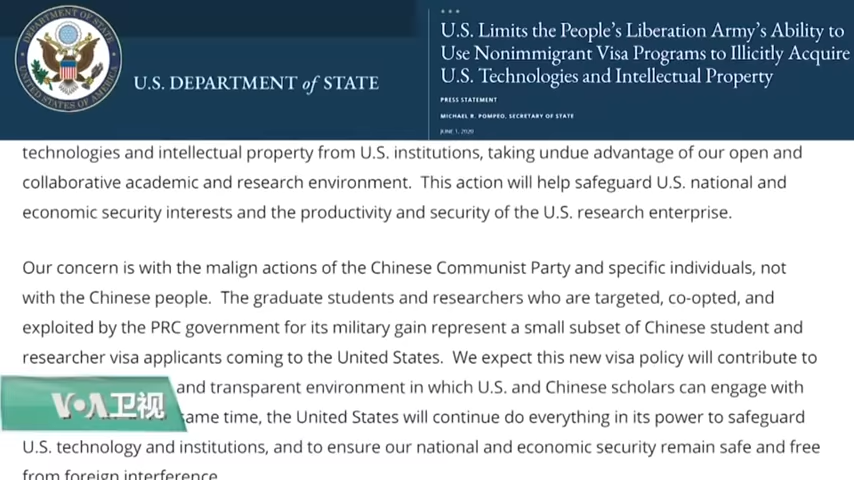 U.S. DEPARTMENT of STATE
U.S. Limits the People's Liberation Army's Ability to
Use Nonimmigrant Visa Programs to Illicitly Acquire
U.S. Technologies and Intellectual Property
PRESS STATEMENT
MICHAEL R. POMPEO, SECRETARY OF STATE
JUNE 1, 2020
technologies and intellectual property from U.S. institutions, taking undue advantage of our open and
collaborative academic and research environment. This action will help safeguard U.S. national and
economic security interests and the productivity and security of the U.S. research enterprise.
Our concern is with the malign actions of the Chinese Communist Party and specific individuals, not
with the Chinese people. The graduate students and researchers who are targeted, co-opted, and
exploited by the PRC government for its military gain represent a small subset of Chinese student and
researcher visa applicants coming to the United States. We expect this new visa policy will contribute to
and transparent environment in which U.S. and Chinese scholars can engage with
VOA卫视
same time, the United States will continue do everything in its power to safeguard
U.S. technology and institutions, and to ensure our national and economic security remain safe and free
from foreign interference.